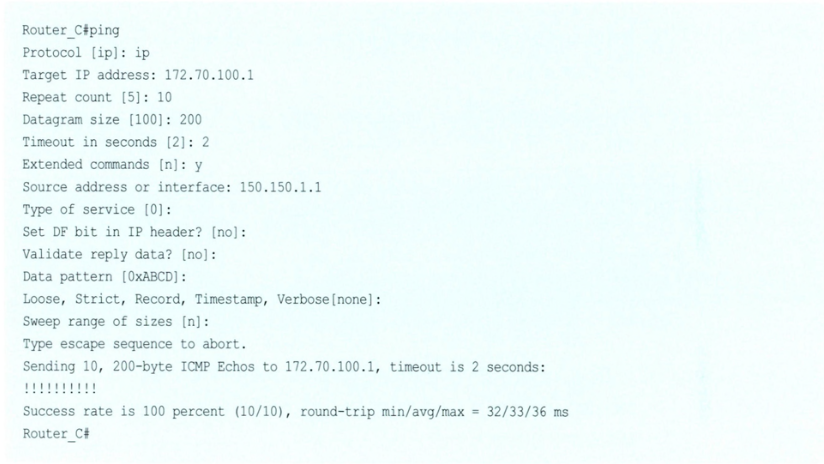 Router_C#ping
Protocol [ip]: ip
Target IP address: 172.70.100.1
Repeat count [5]: 10
Datagram size [100]: 200
Timeout in seconds [2]: 2
Extended commands [n]: y
Source address or interface: 150.150.1.1
Type of service [0]:
Set DF bit in IP header? [no]:
Validate reply data? [no]:
Data pattern [0xABCD]:
Loose, Strict, Record, Timestamp, Verbose[none]:
Sweep range of sizes [n]:
Type escape sequence to abort.
Sending 10, 200-byte ICMP Echos to 172.70.100.1, timeout is 2 seconds:
!!!!!!!!!!
Success rate is 100 percent (10/10), round-trip min/avg/max = 32/33/36 ms
Router_C#